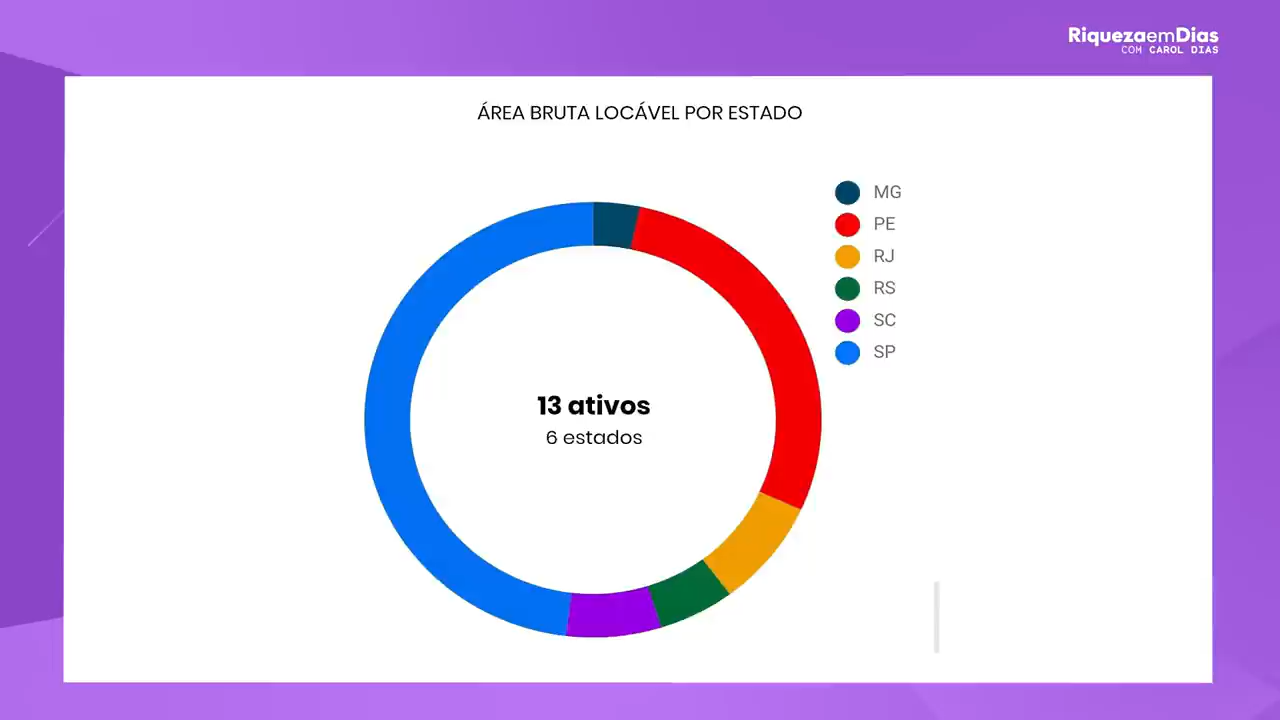 RiquezaemDias
COM CAROL DIAS
ÁREA BRUTA LOCÁVEL POR ESTADO
MG
PE
RJ
RS
SC
SP
13 ativos
6 estados